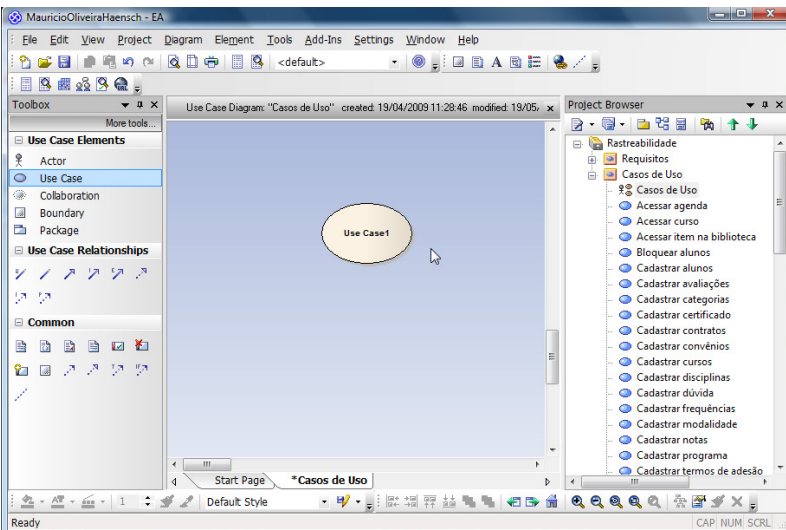 MauricioOliveiraHaensch - EA
File Edit View Project Diagram Element Tools Add-Ins Settings Window Help
<default>
Toolbox
More tools...
Use Case Elements
Actor
Use Case
Collaboration
Boundary
Package
Use Case Relationships
Common
Use Case Diagram: "Casos de Uso" created: 19/04/2009 11:28:46 modified: 19/05/
Use Case1
Start Page
*Casos de Uso
Project Browser
Rastreabilidade
Requisitos
Casos de Uso
Casos de Uso
Acessar agenda
Acessar curso
Acessar item na biblioteca
Bloquear alunos
Cadastrar alunos
Cadastrar avaliações
Cadastrar categorias
Cadastrar certificado
Cadastrar contratos
Cadastrar convênios
Cadastrar cursos
Cadastrar disciplinas
Cadastrar dúvida
Cadastrar frequências
Cadastrar modalidade
Cadastrar notas
Cadastrar programa
Cadastrar termos de adesão
1
Default Style
Ready
CAP NUM SCRL